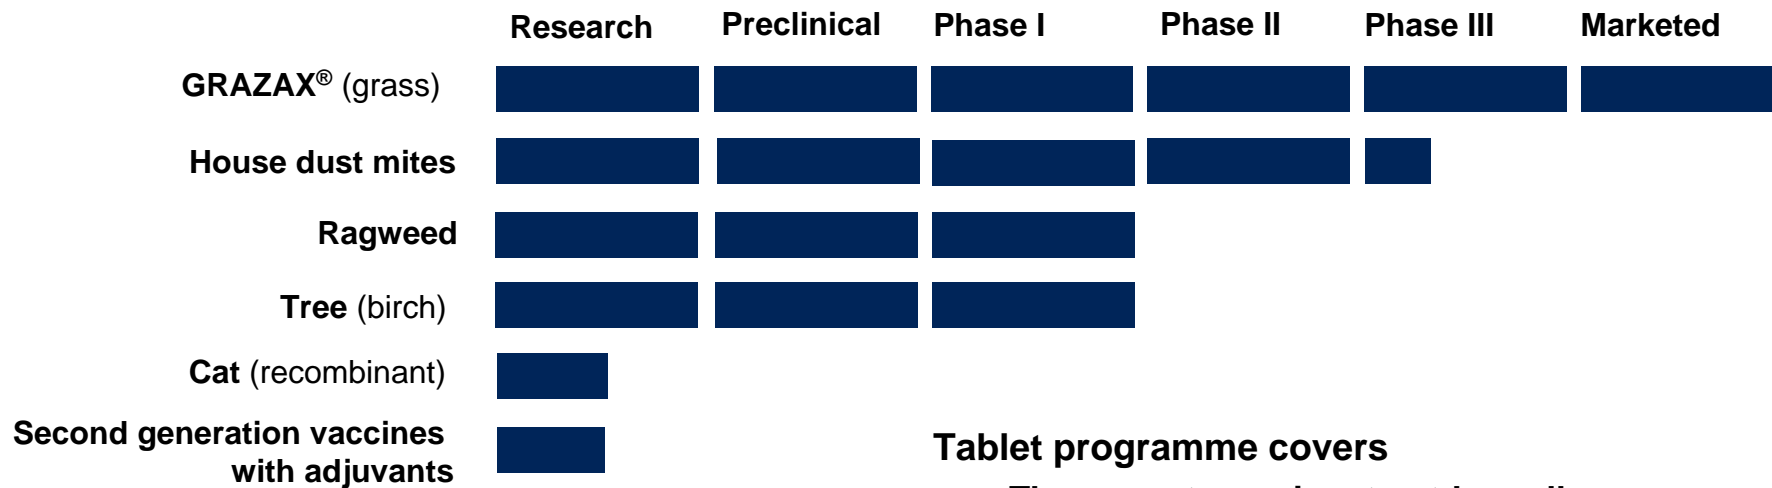 Research Preclinical Phase I Phase II Phase III Marketed
GRAZAX® (grass)
House dust mites
Ragweed
Tree (birch)
Cat (recombinant)
Second generation vaccines
with adjuvants
Tablet programme covers